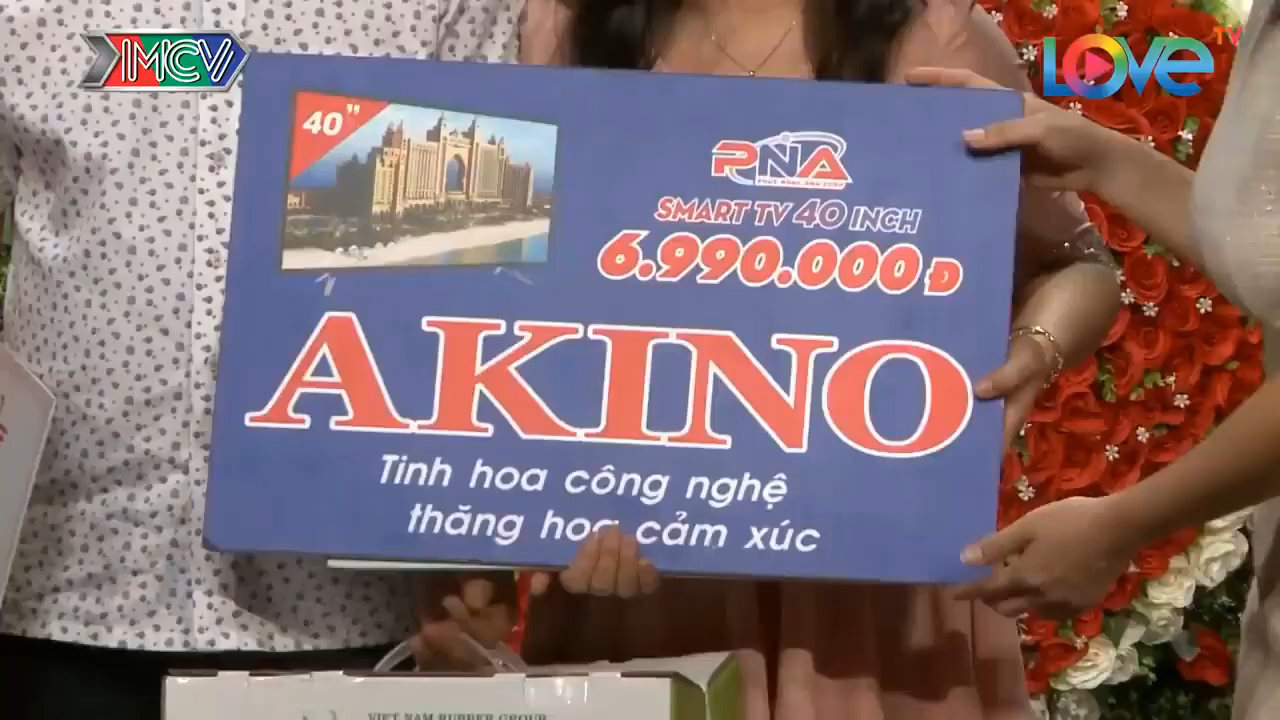 MCV
LOVE TV
40”
PNA
SMART TV 40 INCH
6.990.000 Đ
AKINO
Tinh hoa công nghệ
thăng hoa cảm xúc
VIET NAM RUBBER GROUP